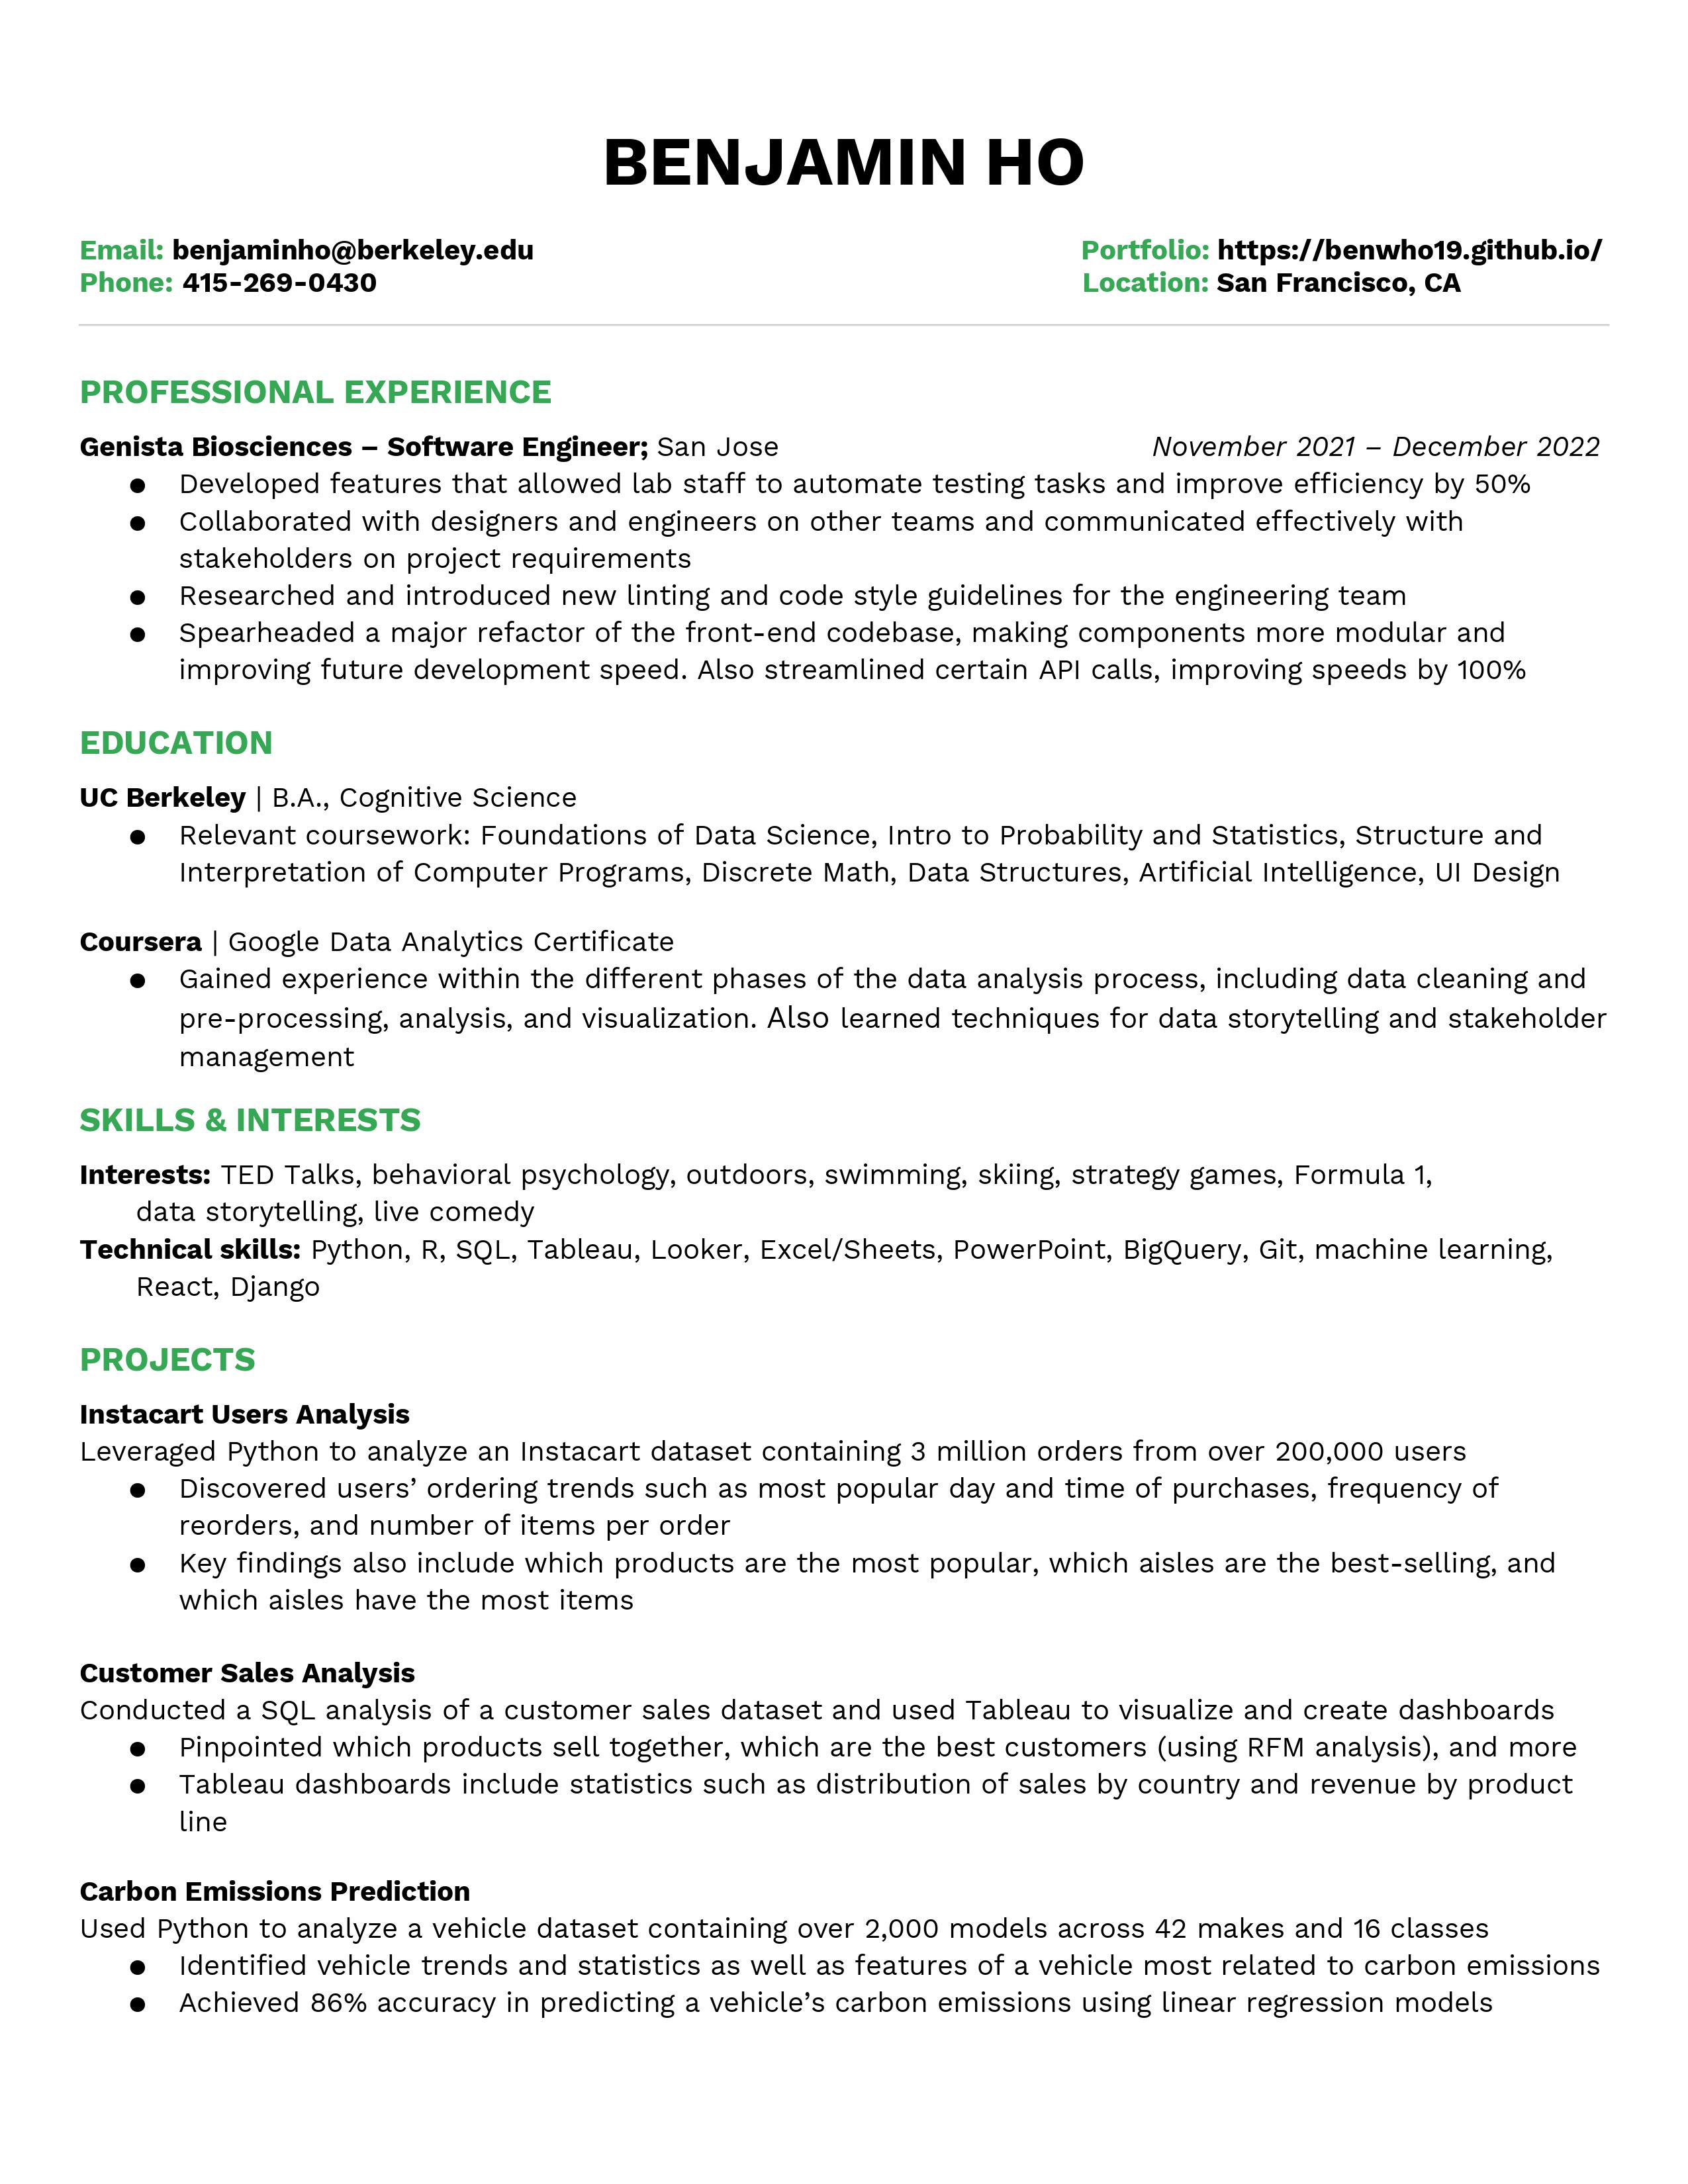 BENJAMIN HO
Email: benjaminho@berkeley.edu
Portfolio: https://benwho19.github.io/
Phone: 415-269-0430
Location: San Francisco, CA
PROFESSIONAL EXPERIENCE
Genista Biosciences – Software Engineer; San Jose November 2021 – December 2022
● Developed features that allowed lab staff to automate testing tasks and improve efficiency by 50%
● Collaborated with designers and engineers on other teams and communicated effectively with
stakeholders on project requirements
● Researched and introduced new linting and code style guidelines for the engineering team
● Spearheaded a major refactor of the front-end codebase, making components more modular and
improving future development speed. Also streamlined certain API calls, improving speeds by 100%
EDUCATION
UC Berkeley | B.A., Cognitive Science
● Relevant coursework: Foundations of Data Science, Intro to Probability and Statistics, Structure and
Interpretation of Computer Programs, Discrete Math, Data Structures, Artificial Intelligence, UI Design
Coursera | Google Data Analytics Certificate
● Gained experience within the different phases of the data analysis process, including data cleaning and
pre-processing, analysis, and visualization. Also learned techniques for data storytelling and stakeholder
management
SKILLS & INTERESTS
Interests: TED Talks, behavioral psychology, outdoors, swimming, skiing, strategy games, Formula 1,
data storytelling, live comedy
Technical skills: Python, R, SQL, Tableau, Looker, Excel/Sheets, PowerPoint, BigQuery, Git, machine learning,
React, Django
PROJECTS
Instacart Users Analysis
Leveraged Python to analyze an Instacart dataset containing 3 million orders from over 200,000 users
● Discovered users’ ordering trends such as most popular day and time of purchases, frequency of
reorders, and number of items per order
● Key findings also include which products are the most popular, which aisles are the best-selling, and
which aisles have the most items
Customer Sales Analysis
Conducted a SQL analysis of a customer sales dataset and used Tableau to visualize and create dashboards
● Pinpointed which products sell together, which are the best customers (using RFM analysis), and more
● Tableau dashboards include statistics such as distribution of sales by country and revenue by product
line
Carbon Emissions Prediction
Used Python to analyze a vehicle dataset containing over 2,000 models across 42 makes and 16 classes
● Identified vehicle trends and statistics as well as features of a vehicle most related to carbon emissions
● Achieved 86% accuracy in predicting a vehicle’s carbon emissions using linear regression models